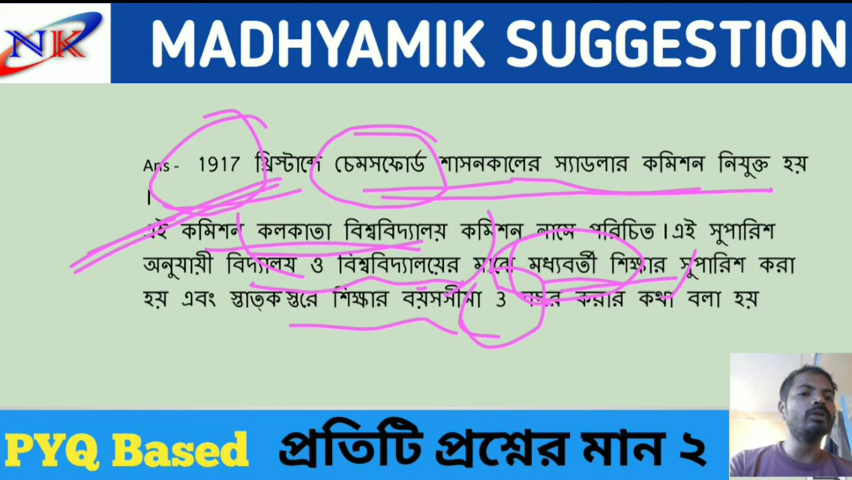 NK
MADHYAMIK SUGGESTION
Ans - 1917 খ্রিস্টাব্দে চেমসফোর্ড শাসনকালের স্যাডলার কমিশন নিযুক্ত হয়
।
এই কমিশন কলকাতা বিশ্ববিদ্যালয় কমিশন নামে পরিচিত।এই সুপারিশ
অনুযায়ী বিদ্যালয় ও বিশ্ববিদ্যালয়ের মাঝে মধ্যবর্তী শিক্ষার সুপারিশ করা
হয় এবং স্তাত্ক স্তরে শিক্ষার বয়সসীমা 3 বছর করার কথা বলা হয়
PYQ Based প্রতিটি প্রশ্নের মান ২